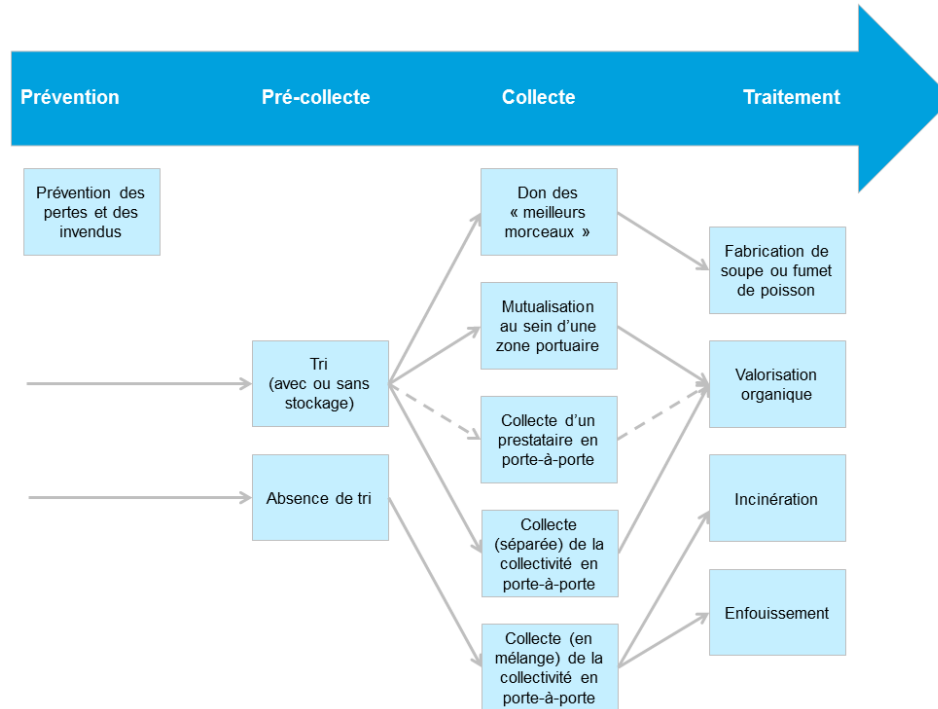 Prévention
Pré-collecte
Collecte
Traitement
Prévention des
pertes et des
invendus
Tri
(avec ou sans
stockage)
Absence de tri
Don des
« meilleurs
morceaux »
Mutualisation
au sein d'une
zone portuaire
Collecte d'un
prestataire en
porte-à-porte
Collecte
(séparée) de la
collectivité en
porte-à-porte
Collecte (en
mélange) de la
collectivité en
porte-à-porte
Fabrication de
soupe ou fumet
de poisson
Valorisation
organique
Incinération
Enfouissement